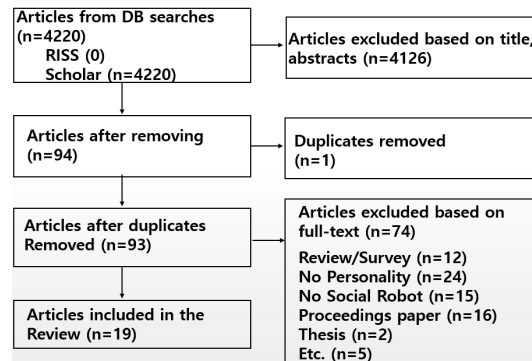 Articles from DB searches
(n=4220)
RISS (0)
Scholar (n=4220)
Articles excluded based on title,
abstracts (n=4126)
Articles after removing
(n=94)
Duplicates removed
(n=1)
Articles after duplicates
Removed (n=93)
Articles excluded based on
full-text (n=74)
Review/Survey (n=12)
No Personality (n=24)
No Social Robot (n=15)
Proceedings paper (n=16)
Thesis (n=2)
Etc. (n=5)
Articles included in the
Review (n=19)